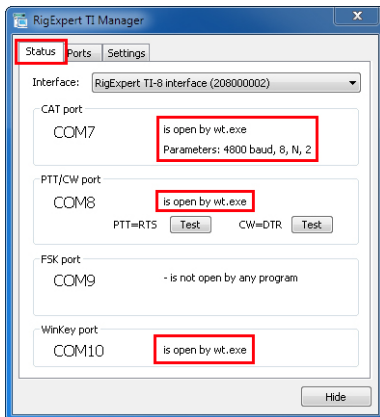 RigExpert TI Manager
x
Status Ports Settings
Interface: RigExpert TI-8 interface (208000002)
CAT port
COM7 is open by wt.exe
Parameters: 4800 baud, 8, N, 2
PTT/CW port
COM8 is open by wt.exe
PTT=RTS Test CW=DTR Test
FSK port
COM9 - is not open by any program
WinKey port
COM10 is open by wt.exe
Hide